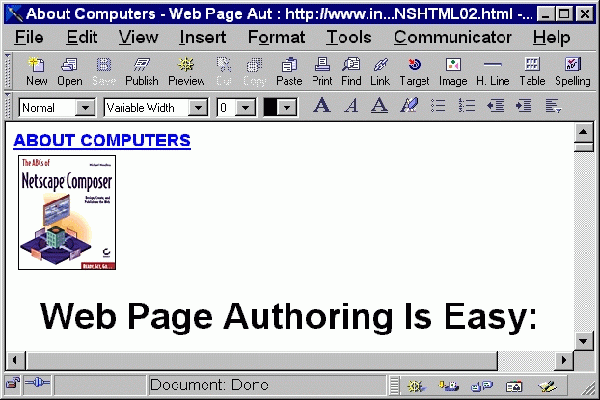 About Computers - Web Page Aut : http://www.in...NSHTML02.html -...
File Edit View Insert Format Tools Communicator Help
New Open Save Publish Preview Cut Copy Paste Print Find Link Target Image H. Line Table Spelling
Normal Variable Width 0 A A A
ABOUT COMPUTERS
The ABCs of
Netscape Composer
Web Page Authoring Is Easy:
Document: Done